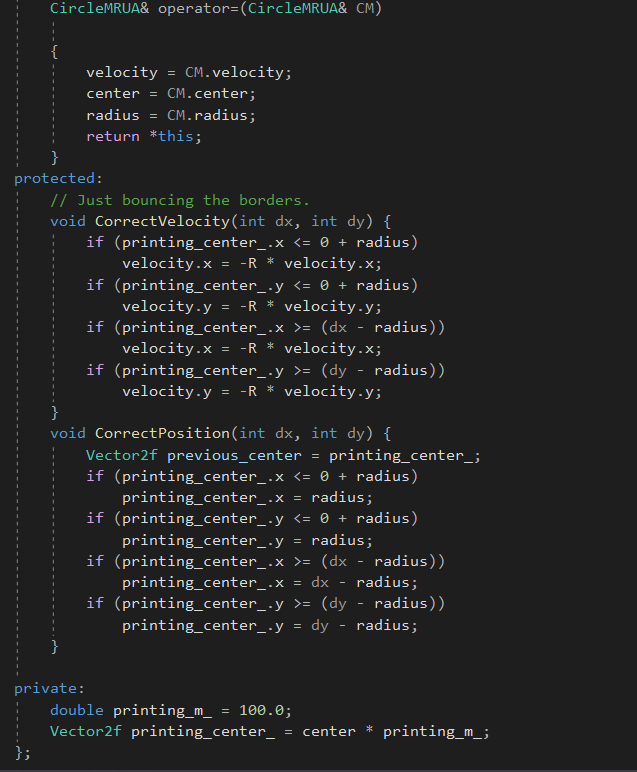 CircleMRUA& operator=(CircleMRUA& CM)
{
velocity = CM.velocity;
center = CM.center;
radius = CM.radius;
return *this;
}
protected:
// Just bouncing the borders.
void CorrectVelocity(int dx, int dy) {
if (printing_center_.x <= 0 + radius)
velocity.x = -R * velocity.x;
if (printing_center_.y <= 0 + radius)
velocity.y = -R * velocity.y;
if (printing_center_.x >= (dx - radius))
velocity.x = -R * velocity.x;
if (printing_center_.y >= (dy - radius))
velocity.y = -R * velocity.y;
}
void CorrectPosition(int dx, int dy) {
Vector2f previous_center = printing_center_;
if (printing_center_.x <= 0 + radius)
printing_center_.x = radius;
if (printing_center_.y <= 0 + radius)
printing_center_.y = radius;
if (printing_center_.x >= (dx - radius))
printing_center_.x = dx - radius;
if (printing_center_.y >= (dy - radius))
printing_center_.y = dy - radius;
}
private:
double printing_m_ = 100.0;
Vector2f printing_center_ = center * printing_m_;
};